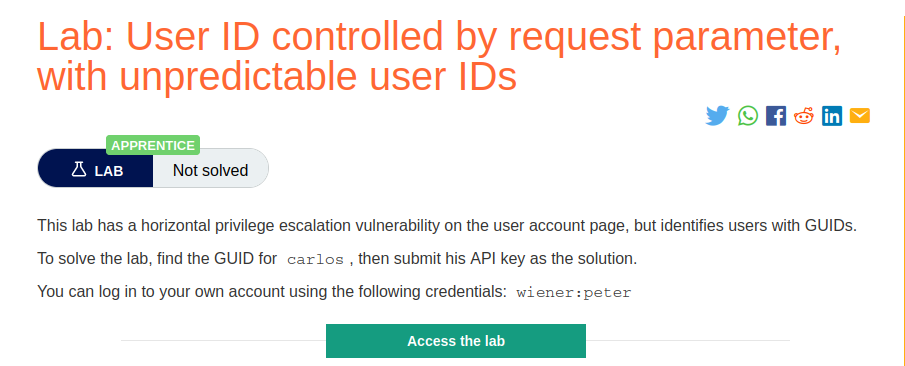 Lab: User ID controlled by request parameter,
with unpredictable user IDs
APPRENTICE
LAB Not solved
This lab has a horizontal privilege escalation vulnerability on the user account page, but identifies users with GUIDs.
To solve the lab, find the GUID for carlos , then submit his API key as the solution.
You can log in to your own account using the following credentials: wiener:peter
Access the lab